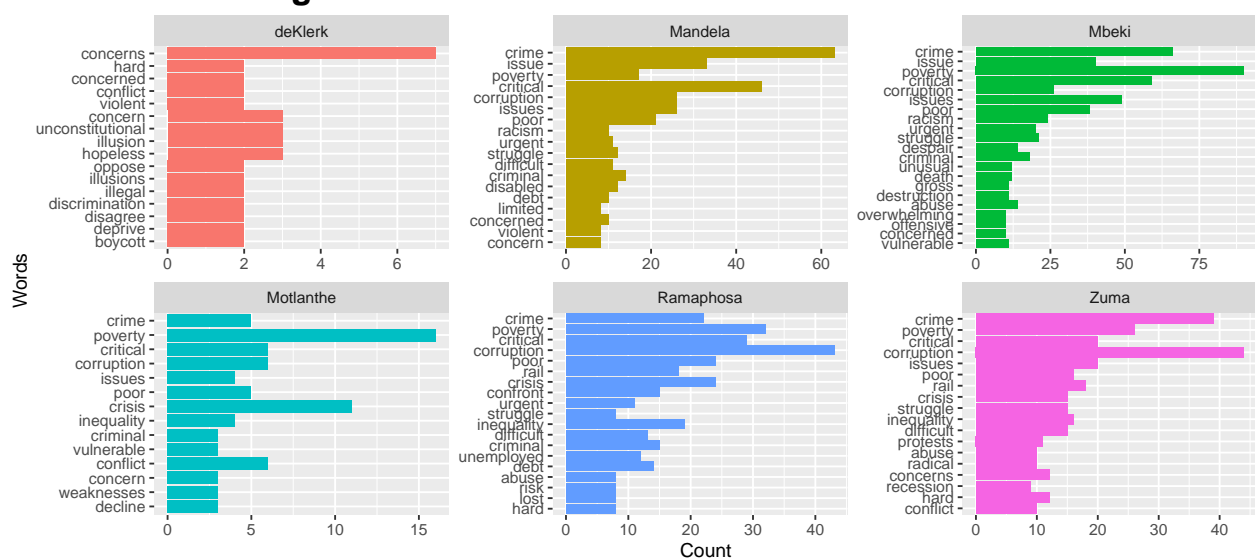 deKlerk
concerns
hard
concerned
conflict
violent
concern
unconstitutional
illusion
hopeless
oppose
illusions
illegal
discrimination
disagree
deprive
boycott
0 2 4 6
Mandela
crime
issue
poverty
critical
corruption
issues
poor
racism
urgent
struggle
difficult
criminal
disabled
debt
limited
concerned
violent
concern
0 20 40 60
Mbeki
crime
issue
poverty
critical
corruption
issues
poor
racism
urgent
struggle
despair
criminal
unusual
death
gross
destruction
abuse
overwhelming
offensive
concerned
vulnerable
0 25 50 75
Words
Motlanthe
crime
poverty
critical
corruption
issues
poor
crisis
inequality
criminal
vulnerable
conflict
concern
weaknesses
decline
0 5 10 15
Ramaphosa
crime
poverty
critical
corruption
poor
rail
crisis
confront
urgent
struggle
inequality
difficult
criminal
unemployed
debt
abuse
risk
lost
hard
0 10 20 30 40
Zuma
crime
poverty
critical
corruption
issues
poor
rail
crisis
struggle
inequality
difficult
protests
abuse
radical
concerns
recession
hard
conflict
0 10 20 30 40
Count